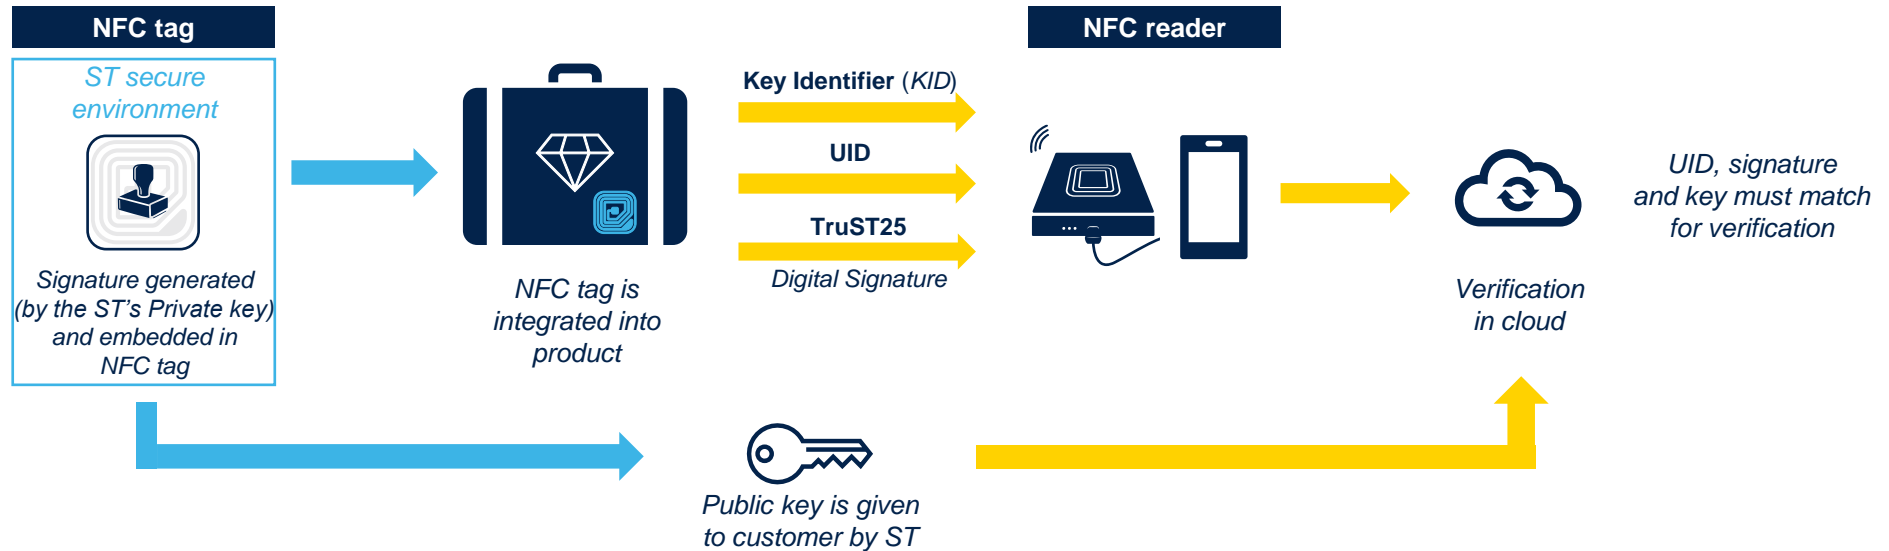 NFC tag
ST secure
environment
Signature generated
(by the ST's Private key)
and embedded in
NFC tag
NFC tag is
integrated into
product
Key Identifier (KID)
UID
TruST25
Digital Signature
NFC reader
Verification
in cloud
UID, signature
and key must match
for verification
Public key is given
to customer by ST